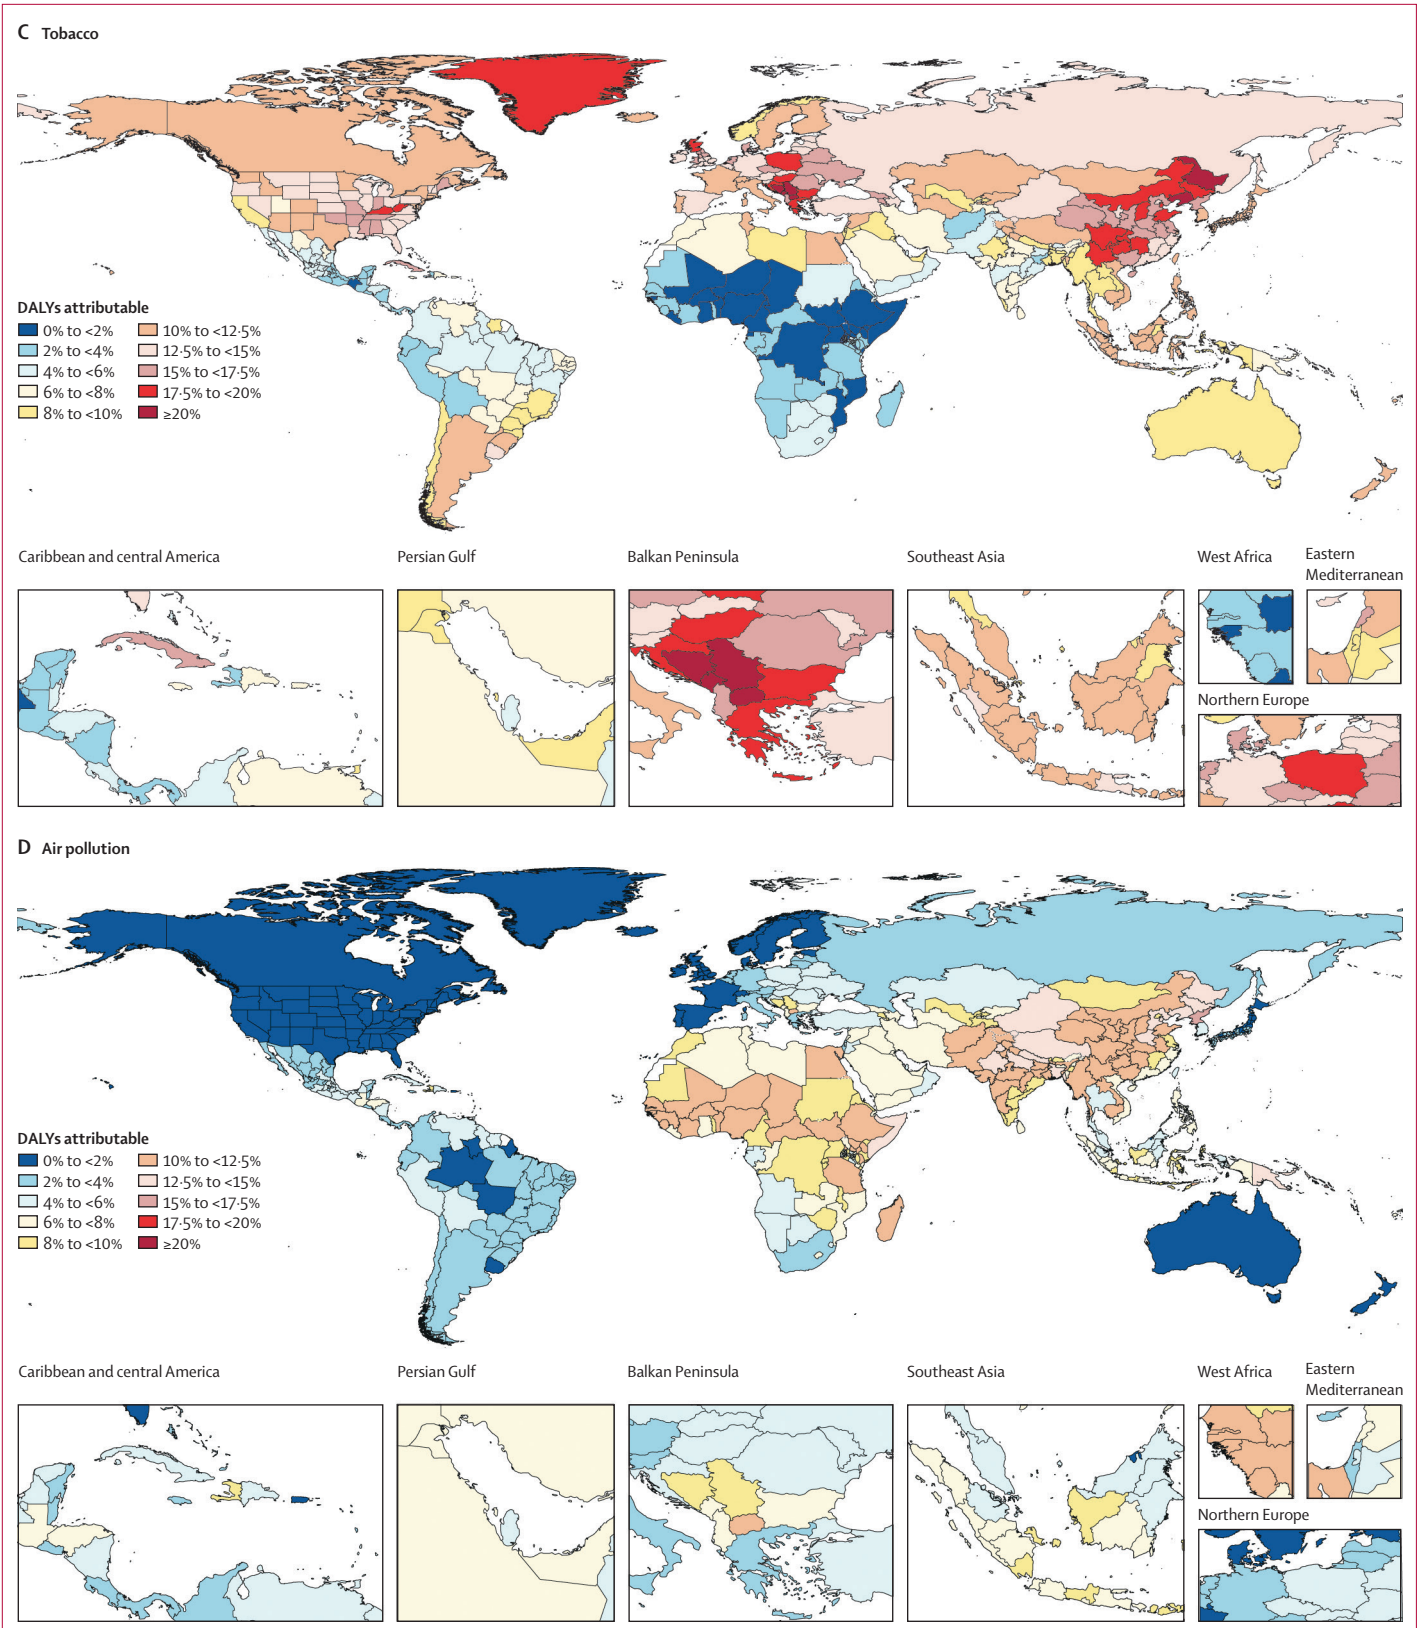 C Tobacco
DALYs attributable
0% to <2%
2% to <4%
4% to <6%
6% to <8%
8% to <10%
10% to <12·5%
12·5% to <15%
15% to <17·5%
17·5% to <20%
≥20%
Caribbean and central America
Persian Gulf
Balkan Peninsula
Southeast Asia
West Africa
Eastern
Mediterranean
Northern Europe
D Air pollution
DALYs attributable
0% to <2%
2% to <4%
4% to <6%
6% to <8%
8% to <10%
10% to <12·5%
12·5% to <15%
15% to <17·5%
17·5% to <20%
≥20%
Caribbean and central America
Persian Gulf
Balkan Peninsula
Southeast Asia
West Africa
Eastern
Mediterranean
Northern Europe